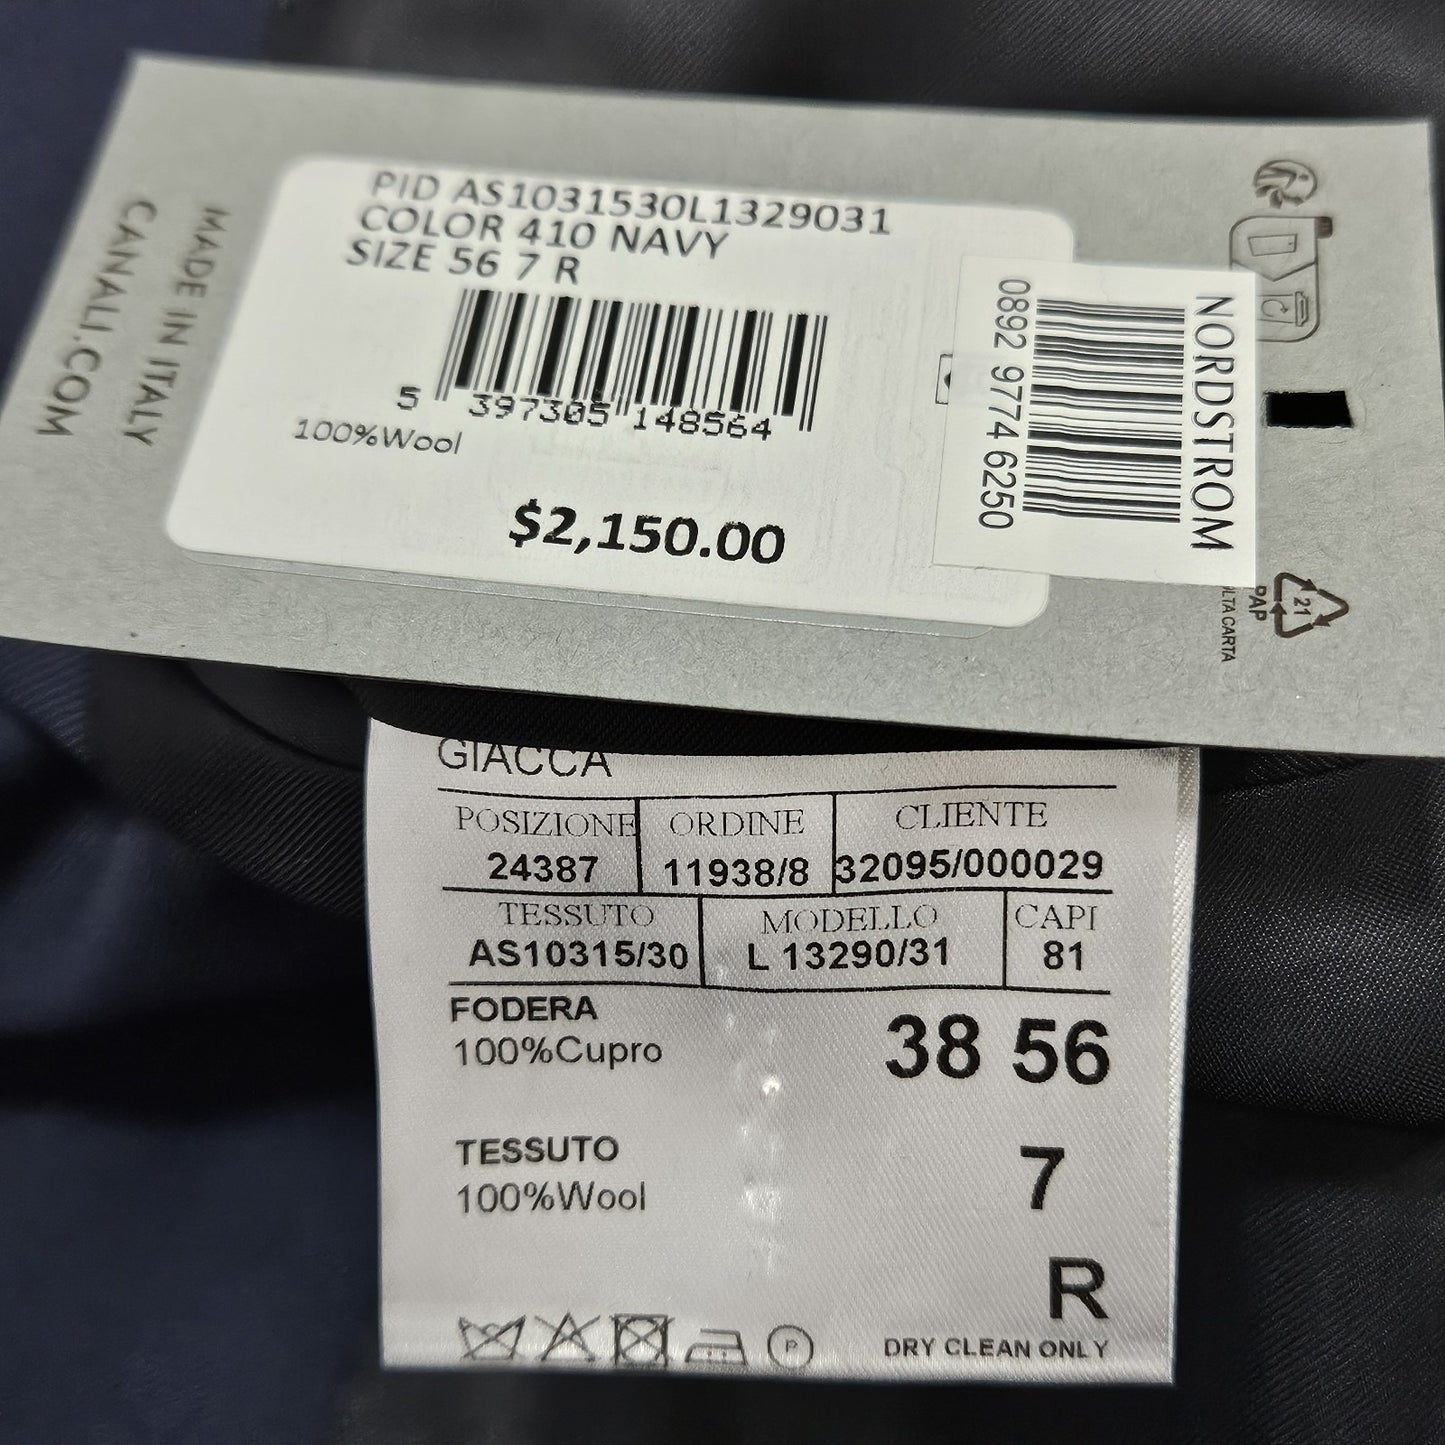 PID AS1031530L1329031
COLOR 410 NAVY
SIZE 56 7 R
5 397305 148564
100%Wool
$2,150.00
MADE IN ITALY
CANALI.COM
NORDSTROM
0892 9774 6250
21
PAP
LTA CARTA
GIACCA
POSIZIONE ORDINE CLIENTE
24387 11938/8 32095/000029
TESSUTO MODELLO CAPI
AS10315/30 L 13290/31 81
FODERA
100%Cupro
38 56
TESSUTO
100%Wool
7
R
P
DRY CLEAN ONLY